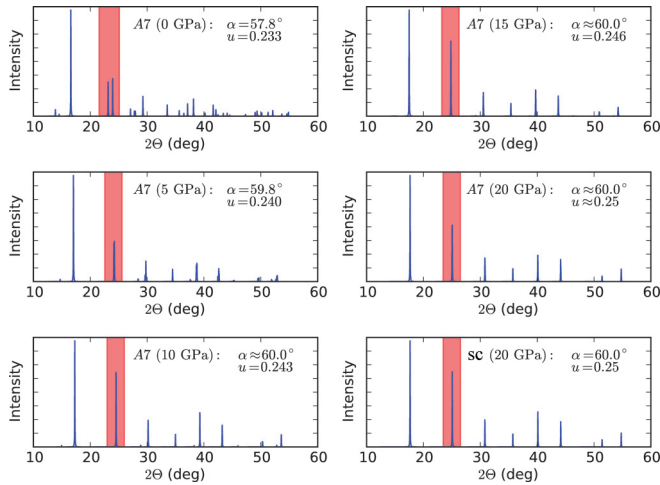 A7 (0 GPa): α=57.8°
u=0.233
Intensity
10 20 30 40 50 60
2Θ (deg)
A7 (15 GPa): α≈60.0°
u=0.246
Intensity
10 20 30 40 50 60
2Θ (deg)
A7 (5 GPa): α=59.8°
u=0.240
Intensity
10 20 30 40 50 60
2Θ (deg)
A7 (20 GPa): α≈60.0°
u≈0.25
Intensity
10 20 30 40 50 60
2Θ (deg)
A7 (10 GPa): α≈60.0°
u=0.243
Intensity
10 20 30 40 50 60
2Θ (deg)
sc (20 GPa): α=60.0°
u=0.25
Intensity
10 20 30 40 50 60
2Θ (deg)